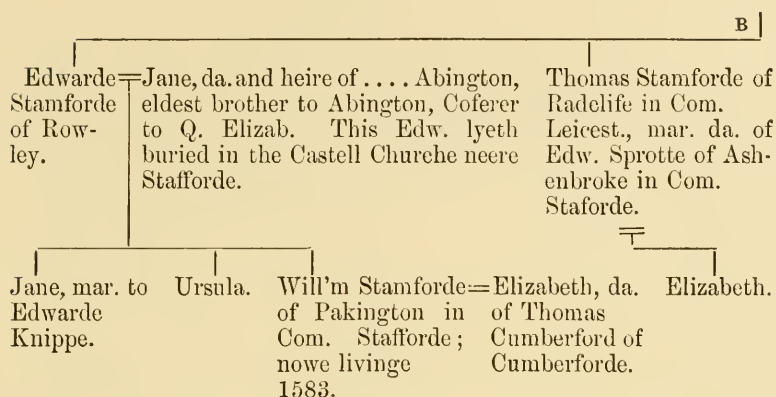 B
Edwarde
Stamforde
of Row-
ley.
Jane, da. and heire of .... Abington,
eldest brother to Abington, Coferer
to Q. Elizab. This Edw. lyeth
buried in the Castell Churche neere
Stafforde.
Thomas Stamforde of
Radclife in Com.
Leicest., mar. da. of
Edw. Sprotte of Ash-
enbroke in Com.
Staforde.
Jane, mar. to
Edwarde
Knippe.
Ursula.
Will'm Stamforde
of Pakington in
Com. Stafforde;
nowe livinge
1583.
Elizabeth, da.
of Thomas
Cumberford of
Cumberforde.
Elizabeth.